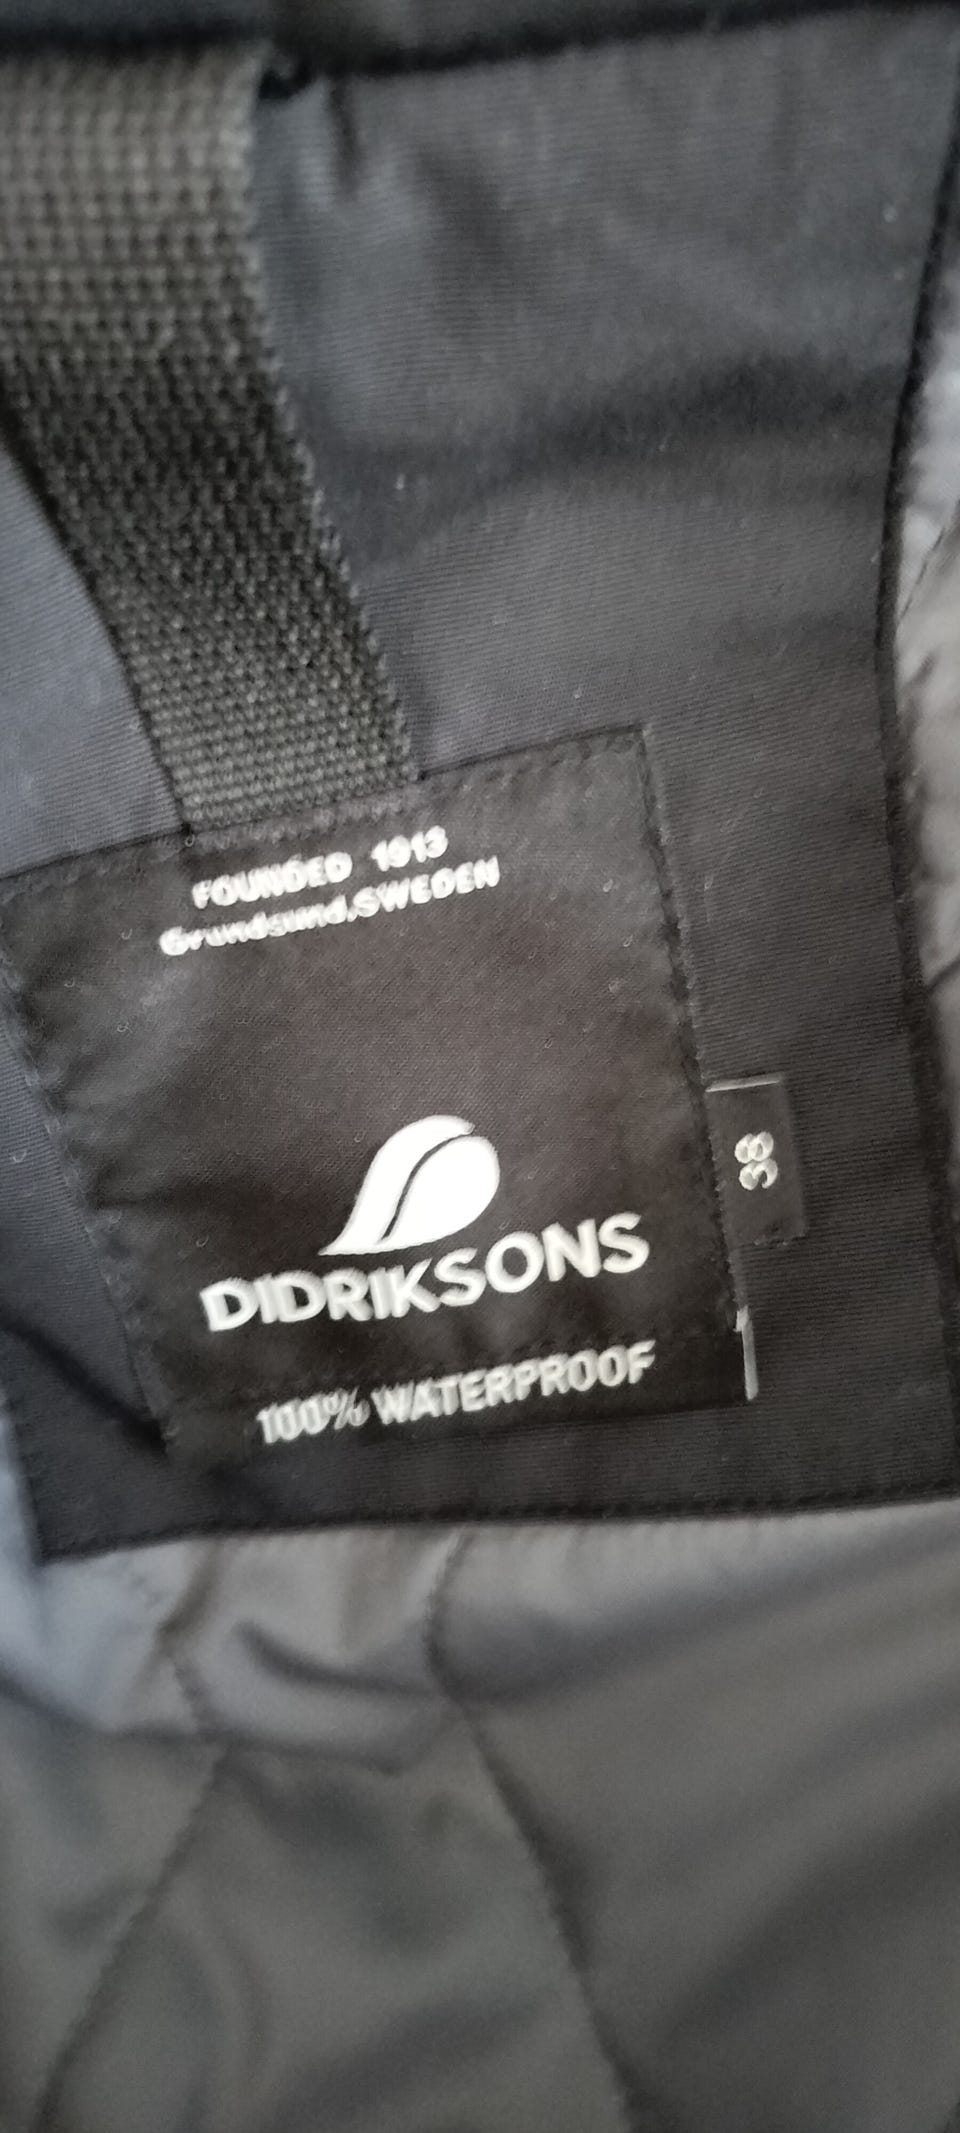 FOUNDED 1913
Grundsund, SWEDEN
38
DIDRIKSONS
100% WATERPROOF